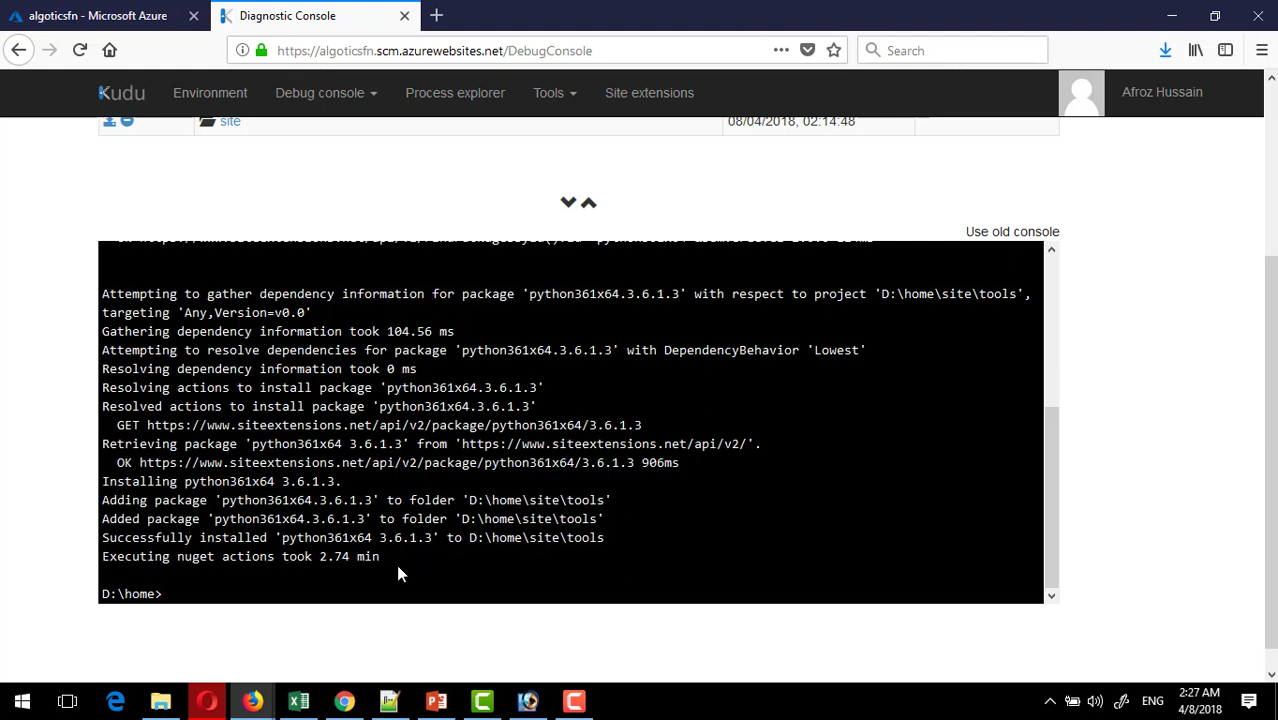 algoticsfn - Microsoft Azure
Diagnostic Console
https://algoticsfn.scm.azurewebsites.net/DebugConsole
Search
Kudu
Environment
Debug console
Process explorer
Tools
Site extensions
Afroz Hussain
site
08/04/2018, 02:14:48
Use old console
Attempting to gather dependency information for package 'python361x64.3.6.1.3' with respect to project 'D:\home\site\tools',
targeting 'Any,Version=v0.0'
Gathering dependency information took 104.56 ms
Attempting to resolve dependencies for package 'python361x64.3.6.1.3' with DependencyBehavior 'Lowest'
Resolving dependency information took 0 ms
Resolving actions to install package 'python361x64.3.6.1.3'
Resolved actions to install package 'python361x64.3.6.1.3'
GET https://www.siteextensions.net/api/v2/package/python361x64/3.6.1.3
Retrieving package 'python361x64 3.6.1.3' from 'https://www.siteextensions.net/api/v2/'.
OK https://www.siteextensions.net/api/v2/package/python361x64/3.6.1.3 906ms
Installing python361x64 3.6.1.3.
Adding package 'python361x64.3.6.1.3' to folder 'D:\home\site\tools'
Added package 'python361x64.3.6.1.3' to folder 'D:\home\site\tools'
Successfully installed 'python361x64 3.6.1.3' to D:\home\site\tools
Executing nuget actions took 2.74 min
D:\home>
ENG
2:27 AM
4/8/2018